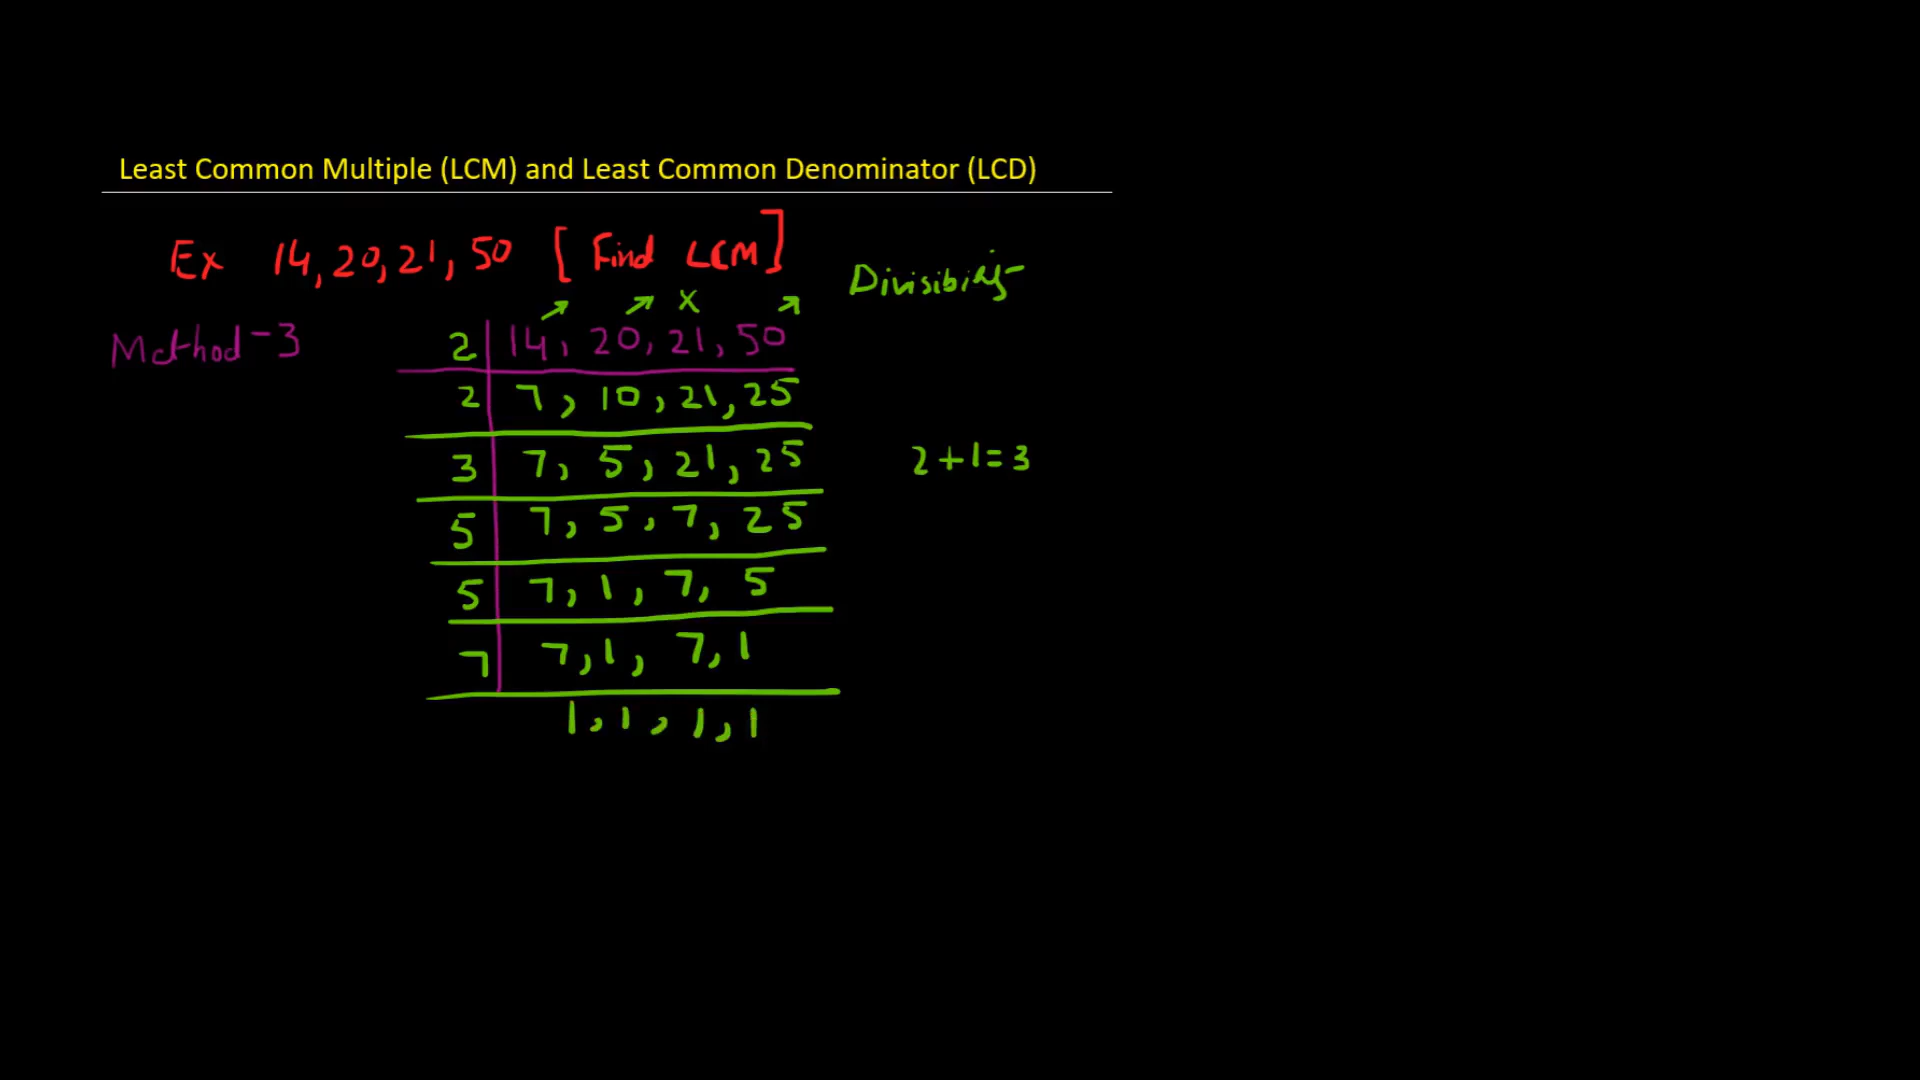 Least Common Multiple (LCM) and Least Common Denominator (LCD)
Ex 14, 20, 21, 50 [Find LCM]
Divisibility
x
Method-3
2 14, 20, 21, 50
2 7, 10, 21, 25
3 7, 5, 21, 25
2+1=3
5 7, 5, 7, 25
5 7, 1, 7, 5
7 7, 1, 7, 1
1, 1, 1, 1